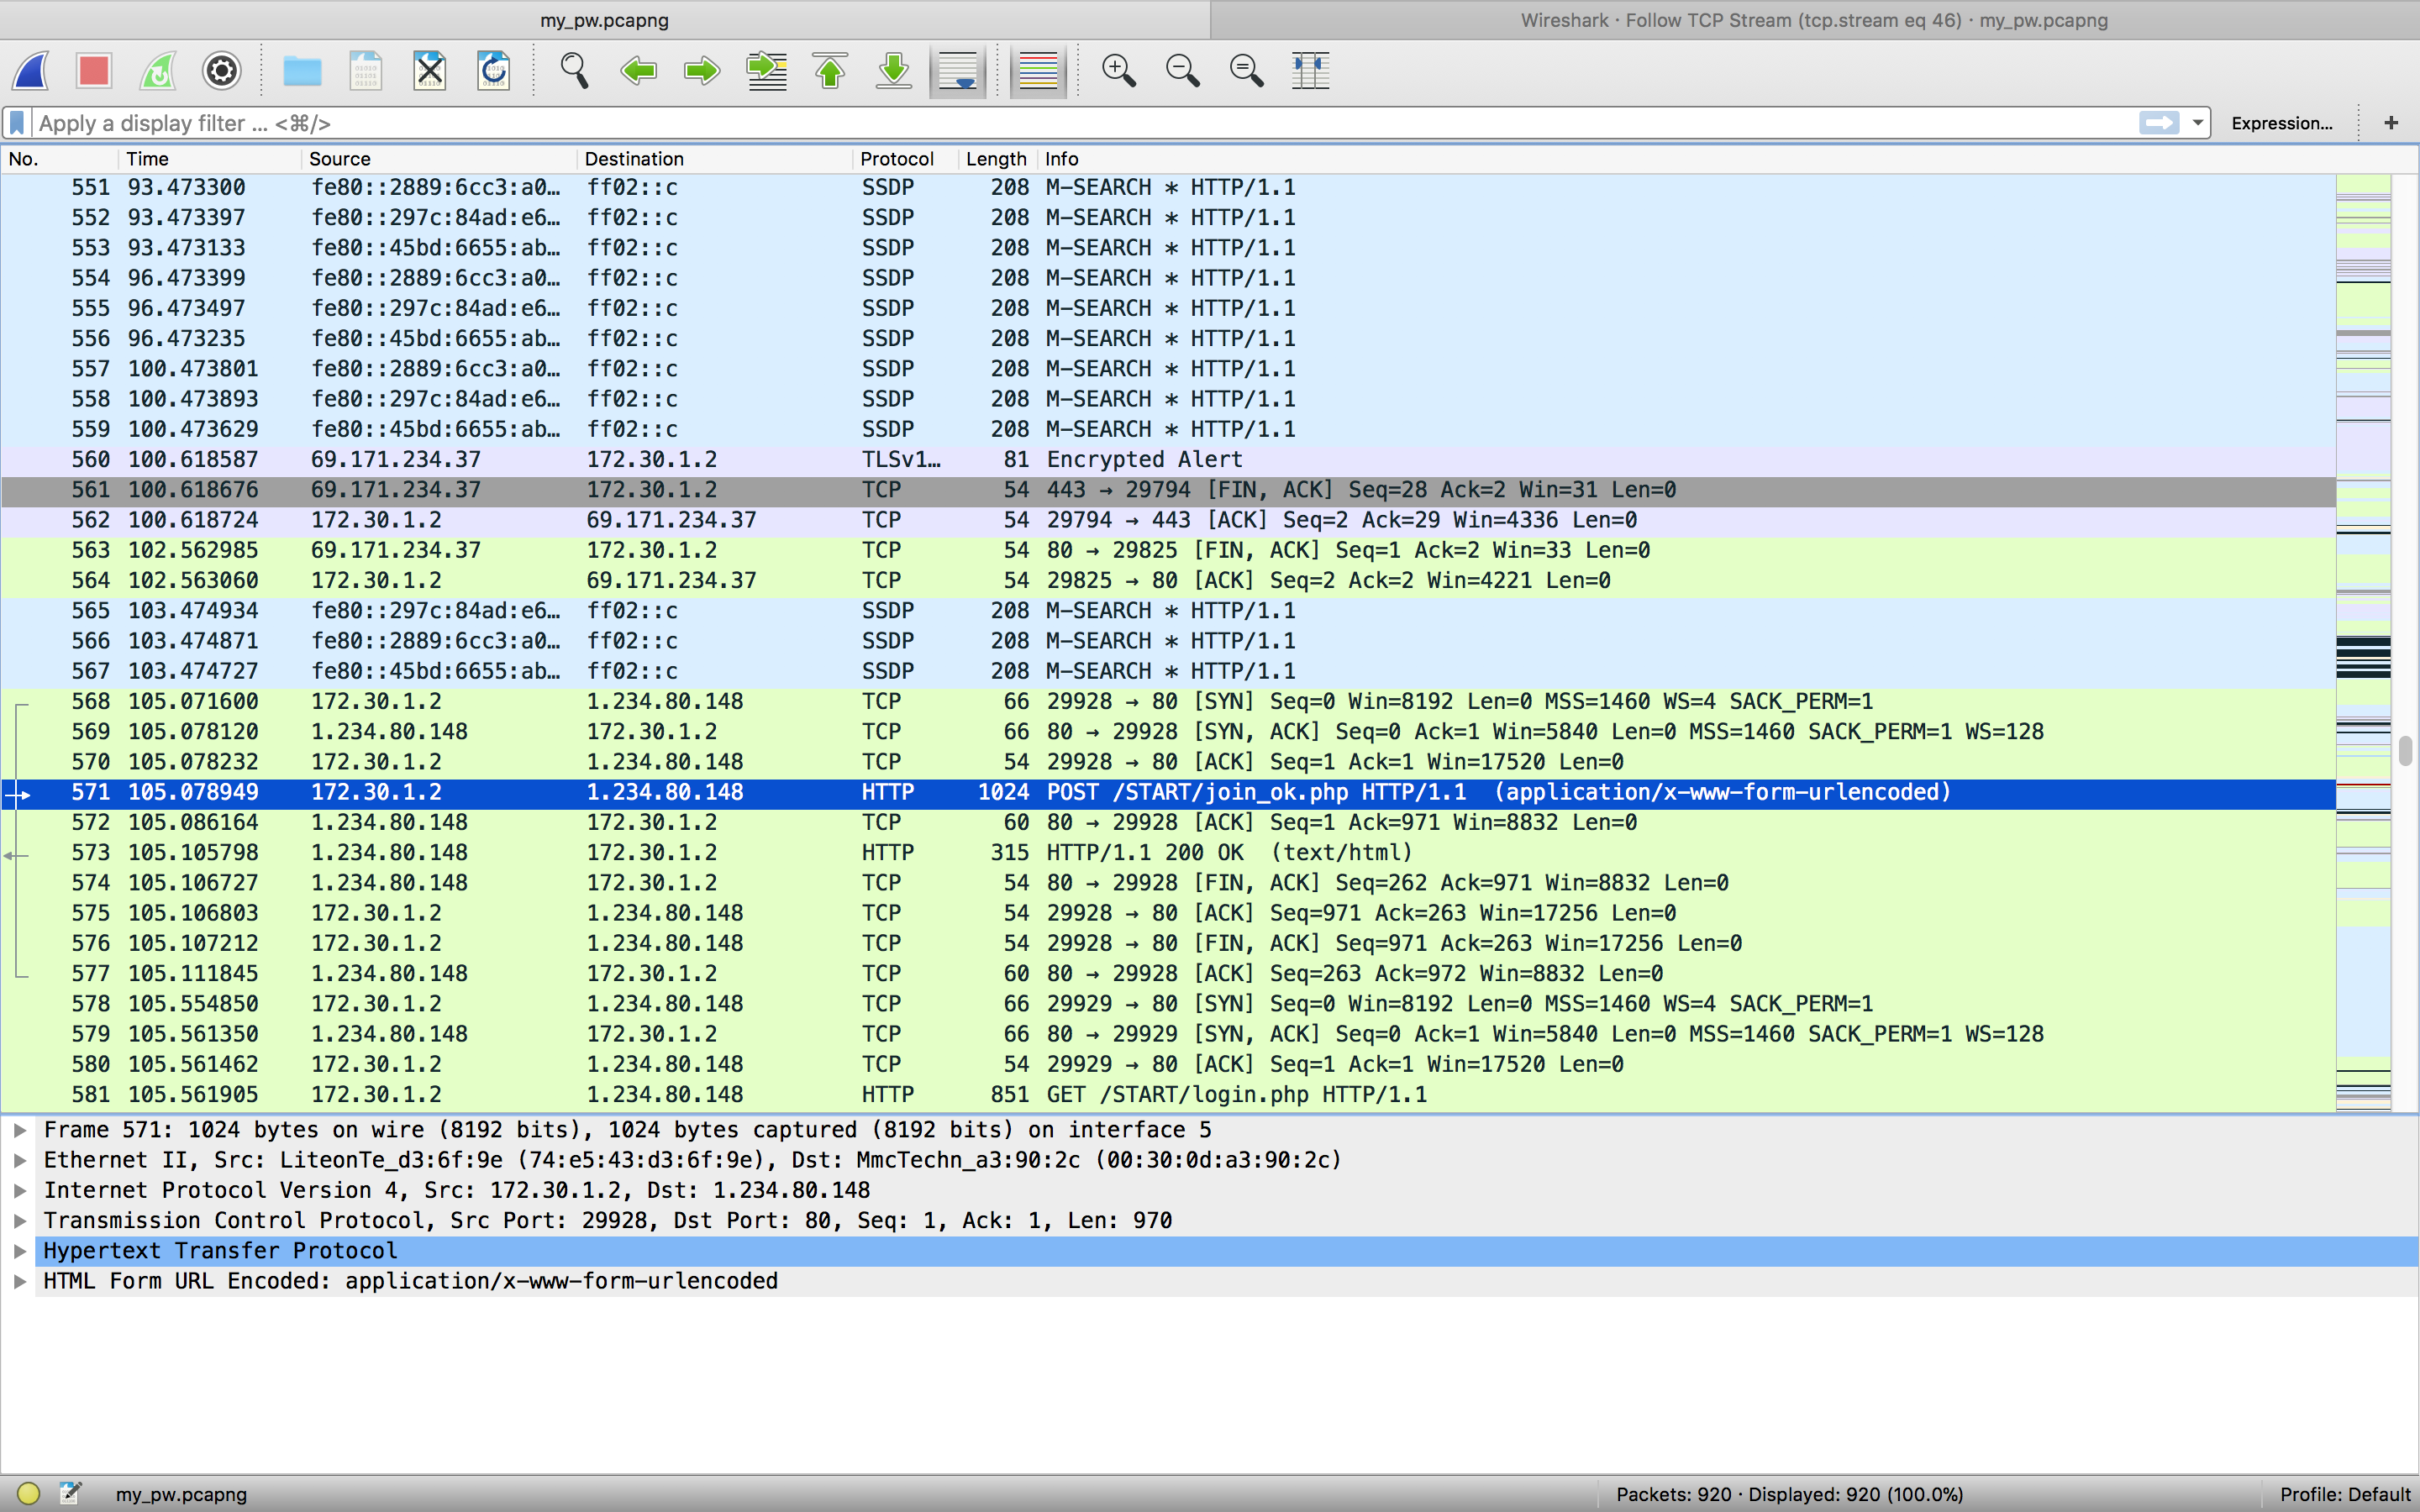 my_pw.pcapng
Wireshark · Follow TCP Stream (tcp.stream eq 46) · my_pw.pcapng
Apply a display filter ... <⌘/>
Expression...
+
No. Time Source Destination Protocol Length Info
551 93.473300 fe80::2889:6cc3:a0… ff02::c SSDP 208 M-SEARCH * HTTP/1.1
552 93.473397 fe80::297c:84ad:e6… ff02::c SSDP 208 M-SEARCH * HTTP/1.1
553 93.473133 fe80::45bd:6655:ab… ff02::c SSDP 208 M-SEARCH * HTTP/1.1
554 96.473399 fe80::2889:6cc3:a0… ff02::c SSDP 208 M-SEARCH * HTTP/1.1
555 96.473497 fe80::297c:84ad:e6… ff02::c SSDP 208 M-SEARCH * HTTP/1.1
556 96.473235 fe80::45bd:6655:ab… ff02::c SSDP 208 M-SEARCH * HTTP/1.1
557 100.473801 fe80::2889:6cc3:a0… ff02::c SSDP 208 M-SEARCH * HTTP/1.1
558 100.473893 fe80::297c:84ad:e6… ff02::c SSDP 208 M-SEARCH * HTTP/1.1
559 100.473629 fe80::45bd:6655:ab… ff02::c SSDP 208 M-SEARCH * HTTP/1.1
560 100.618587 69.171.234.37 172.30.1.2 TLSv1… 81 Encrypted Alert
561 100.618676 69.171.234.37 172.30.1.2 TCP 54 443 → 29794 [FIN, ACK] Seq=28 Ack=2 Win=31 Len=0
562 100.618724 172.30.1.2 69.171.234.37 TCP 54 29794 → 443 [ACK] Seq=2 Ack=29 Win=4336 Len=0
563 102.562985 69.171.234.37 172.30.1.2 TCP 54 80 → 29825 [FIN, ACK] Seq=1 Ack=2 Win=33 Len=0
564 102.563060 172.30.1.2 69.171.234.37 TCP 54 29825 → 80 [ACK] Seq=2 Ack=2 Win=4221 Len=0
565 103.474934 fe80::297c:84ad:e6… ff02::c SSDP 208 M-SEARCH * HTTP/1.1
566 103.474871 fe80::2889:6cc3:a0… ff02::c SSDP 208 M-SEARCH * HTTP/1.1
567 103.474727 fe80::45bd:6655:ab… ff02::c SSDP 208 M-SEARCH * HTTP/1.1
568 105.071600 172.30.1.2 1.234.80.148 TCP 66 29928 → 80 [SYN] Seq=0 Win=8192 Len=0 MSS=1460 WS=4 SACK_PERM=1
569 105.078120 1.234.80.148 172.30.1.2 TCP 66 80 → 29928 [SYN, ACK] Seq=0 Ack=1 Win=5840 Len=0 MSS=1460 SACK_PERM=1 WS=128
570 105.078232 172.30.1.2 1.234.80.148 TCP 54 29928 → 80 [ACK] Seq=1 Ack=1 Win=17520 Len=0
571 105.078949 172.30.1.2 1.234.80.148 HTTP 1024 POST /START/join_ok.php HTTP/1.1 (application/x-www-form-urlencoded)
572 105.086164 1.234.80.148 172.30.1.2 TCP 60 80 → 29928 [ACK] Seq=1 Ack=971 Win=8832 Len=0
573 105.105798 1.234.80.148 172.30.1.2 HTTP 315 HTTP/1.1 200 OK (text/html)
574 105.106727 1.234.80.148 172.30.1.2 TCP 54 80 → 29928 [FIN, ACK] Seq=262 Ack=971 Win=8832 Len=0
575 105.106803 172.30.1.2 1.234.80.148 TCP 54 29928 → 80 [ACK] Seq=971 Ack=263 Win=17256 Len=0
576 105.107212 172.30.1.2 1.234.80.148 TCP 54 29928 → 80 [FIN, ACK] Seq=971 Ack=263 Win=17256 Len=0
577 105.111845 1.234.80.148 172.30.1.2 TCP 60 80 → 29928 [ACK] Seq=263 Ack=972 Win=8832 Len=0
578 105.554850 172.30.1.2 1.234.80.148 TCP 66 29929 → 80 [SYN] Seq=0 Win=8192 Len=0 MSS=1460 WS=4 SACK_PERM=1
579 105.561350 1.234.80.148 172.30.1.2 TCP 66 80 → 29929 [SYN, ACK] Seq=0 Ack=1 Win=5840 Len=0 MSS=1460 SACK_PERM=1 WS=128
580 105.561462 172.30.1.2 1.234.80.148 TCP 54 29929 → 80 [ACK] Seq=1 Ack=1 Win=17520 Len=0
581 105.561905 172.30.1.2 1.234.80.148 HTTP 851 GET /START/login.php HTTP/1.1
Frame 571: 1024 bytes on wire (8192 bits), 1024 bytes captured (8192 bits) on interface 5
Ethernet II, Src: LiteonTe_d3:6f:9e (74:e5:43:d3:6f:9e), Dst: MmcTechn_a3:90:2c (00:30:0d:a3:90:2c)
Internet Protocol Version 4, Src: 172.30.1.2, Dst: 1.234.80.148
Transmission Control Protocol, Src Port: 29928, Dst Port: 80, Seq: 1, Ack: 1, Len: 970
Hypertext Transfer Protocol
HTML Form URL Encoded: application/x-www-form-urlencoded
my_pw.pcapng
Packets: 920 · Displayed: 920 (100.0%)
Profile: Default